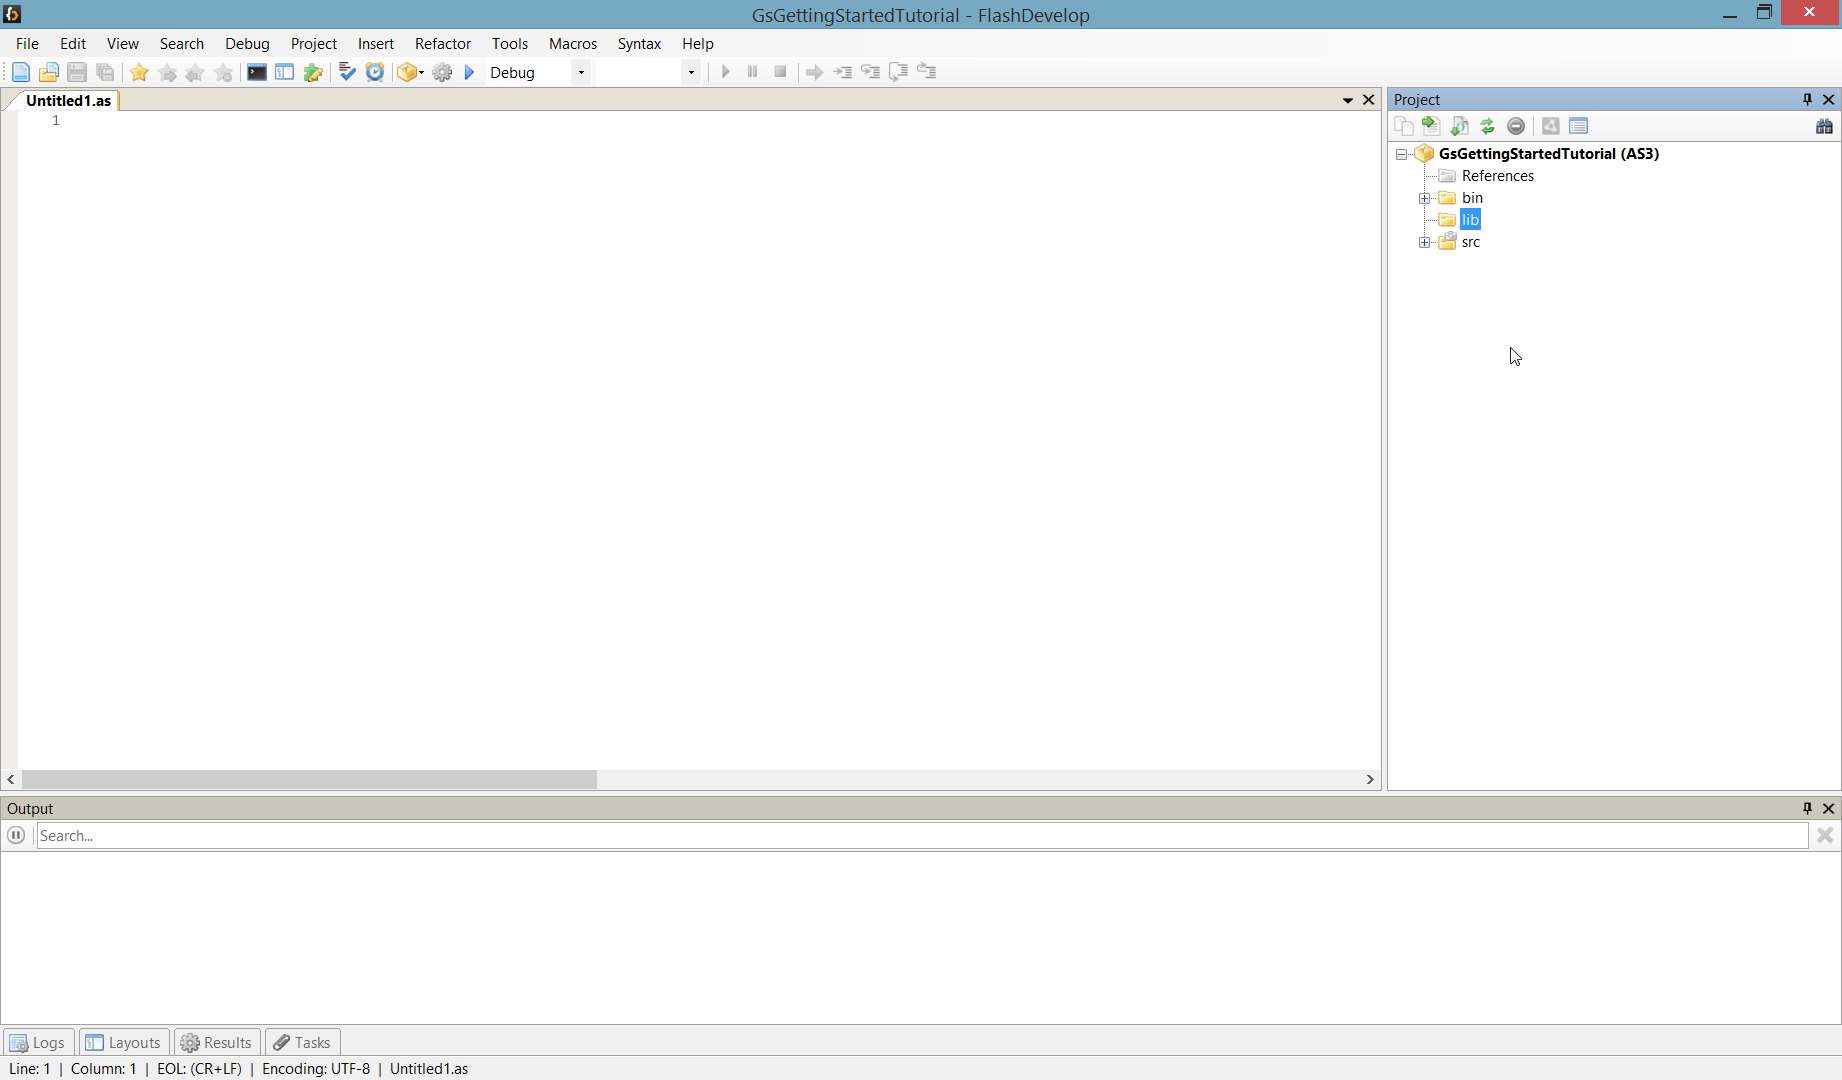 GsGettingStartedTutorial - FlashDevelop
File Edit View Search Debug Project Insert Refactor Tools Macros Syntax Help
Debug
Untitled1.as
1
Project
GsGettingStartedTutorial (AS3)
References
bin
lib
src
Output
Search...
Logs Layouts Results Tasks
Line: 1 | Column: 1 | EOL: (CR+LF) | Encoding: UTF-8 | Untitled1.as